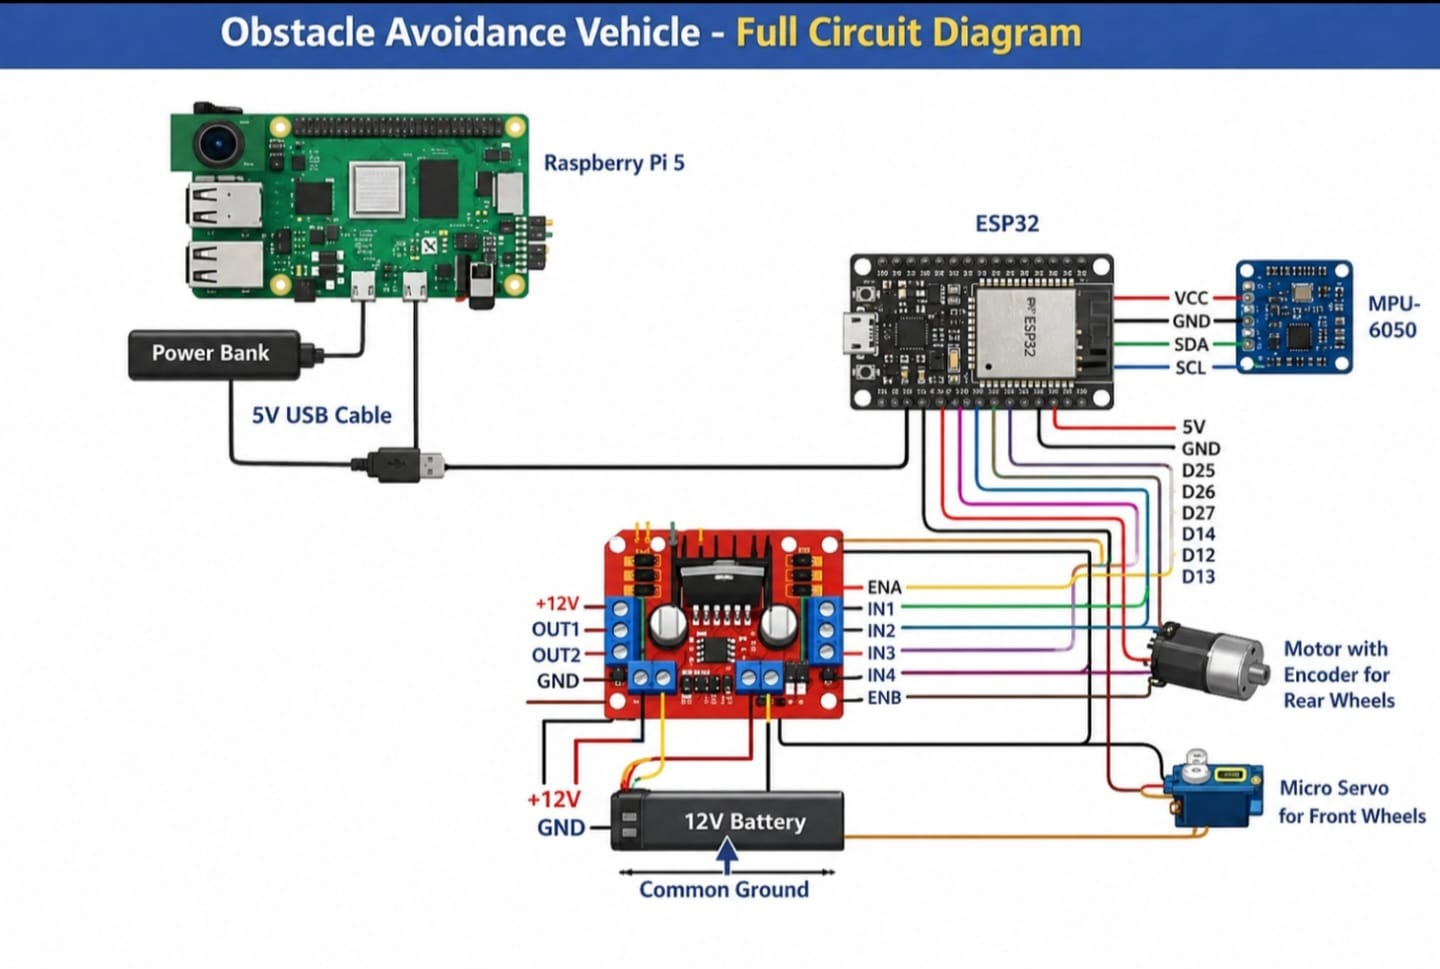 Obstacle Avoidance Vehicle - Full Circuit Diagram
Raspberry Pi 5
ESP32
ESP32
VCC
GND
SDA
SCL
MPU-
6050
Power Bank
5V USB Cable
5V
GND
D25
D26
D27
D14
D12
D13
+12V
OUT1
OUT2
GND
ENA
IN1
IN2
IN3
IN4
ENB
Motor with
Encoder for
Rear Wheels
+12V
GND
12V Battery
Common Ground
Micro Servo
for Front Wheels